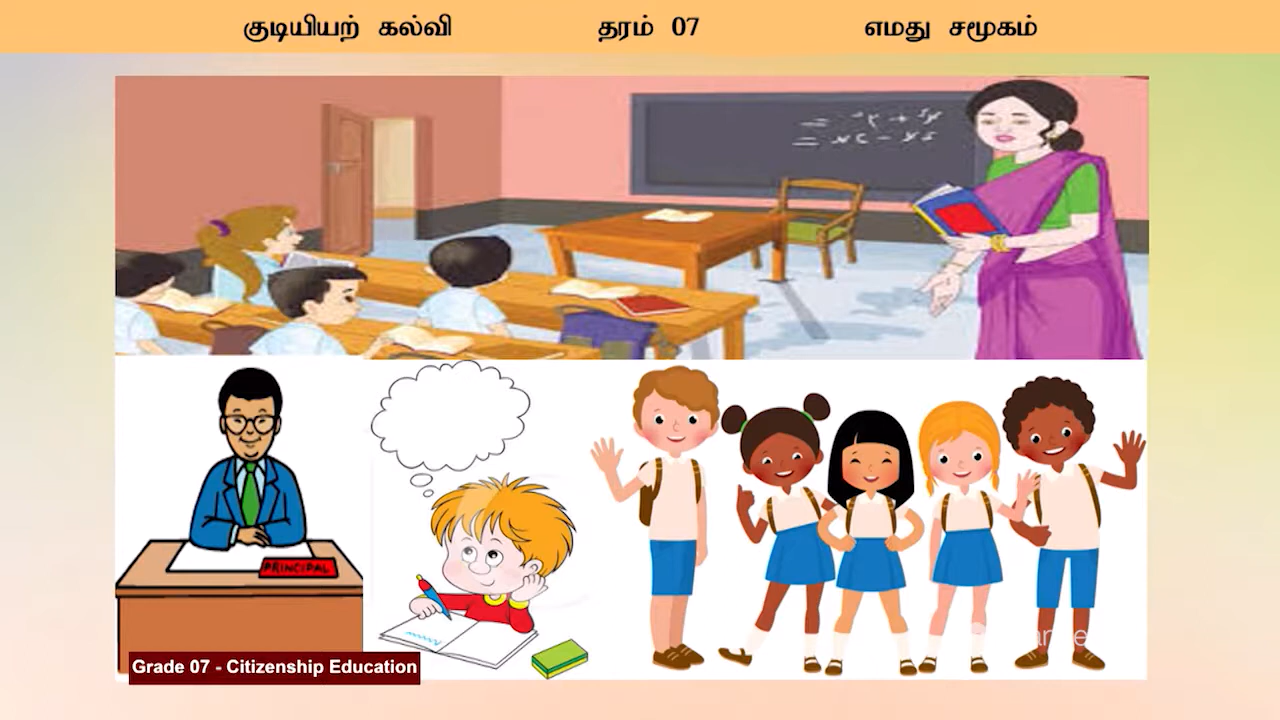 குடியியற் கல்வி தரம் 07 எமது சமூகம்
PRINCIPAL
Grade 07 - Citizenship Education